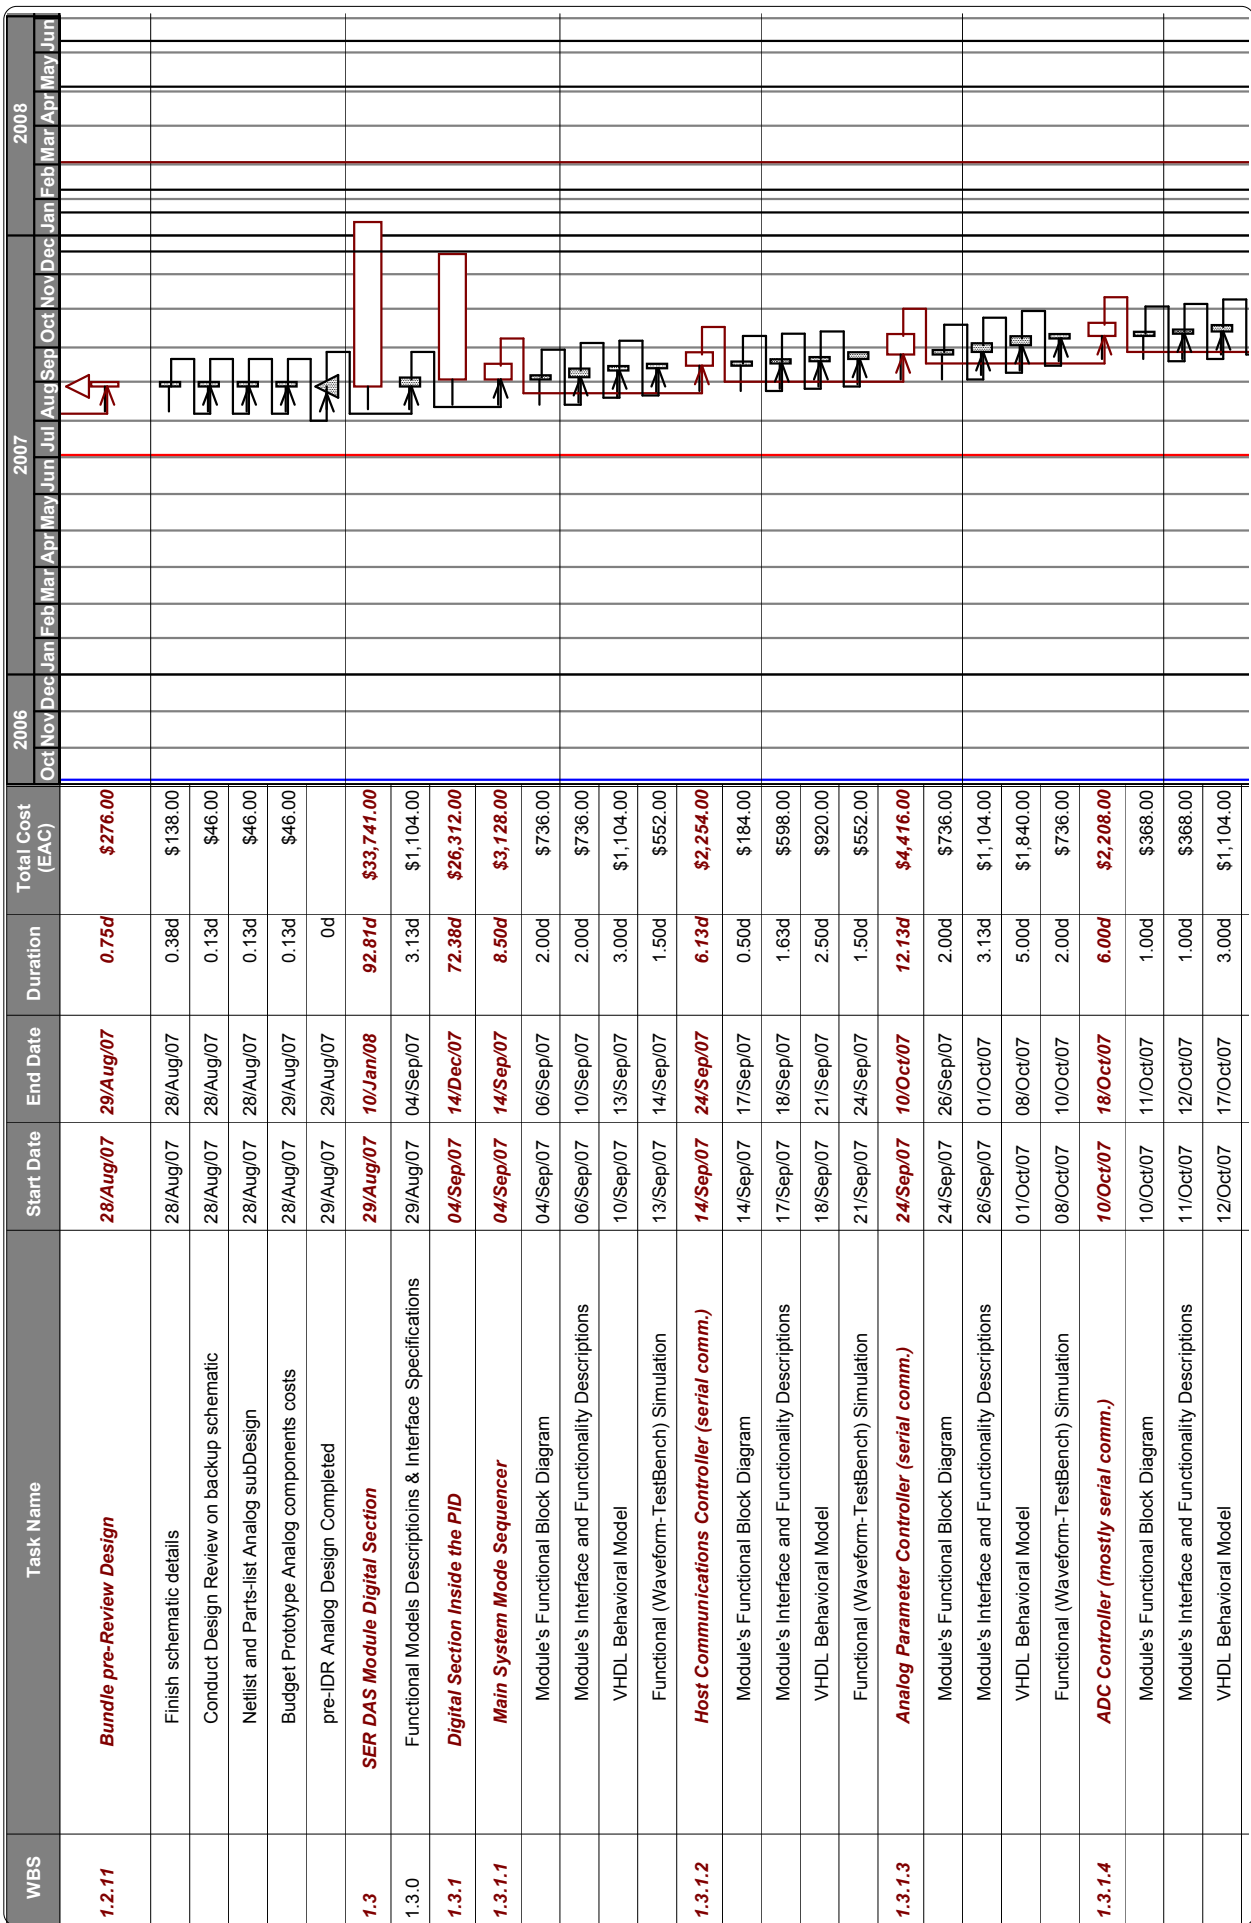 WBS Task Name Start Date End Date Duration Total Cost (EAC) 2006 2007 2008
Oct Nov Dec Jan Feb Mar Apr May Jun Jul Aug Sep Oct Nov Dec Jan Feb Mar Apr May Jun
1.2.11 Bundle pre-Review Design 28/Aug/07 29/Aug/07 0.75d $276.00
Finish schematic details 28/Aug/07 28/Aug/07 0.38d $138.00
Conduct Design Review on backup schematic 28/Aug/07 28/Aug/07 0.13d $46.00
Netlist and Parts-list Analog subDesign 28/Aug/07 28/Aug/07 0.13d $46.00
Budget Prototype Analog components costs 28/Aug/07 29/Aug/07 0.13d $46.00
pre-IDR Analog Design Completed 29/Aug/07 29/Aug/07 0d
1.3 SER DAS Module Digital Section 29/Aug/07 10/Jan/08 92.81d $33,741.00
1.3.0 Functional Models Descriptions & Interface Specifications 29/Aug/07 04/Sep/07 3.13d $1,104.00
1.3.1 Digital Section Inside the PID 04/Sep/07 14/Dec/07 72.38d $26,312.00
1.3.1.1 Main System Mode Sequencer 04/Sep/07 14/Sep/07 8.50d $3,128.00
Module's Functional Block Diagram 04/Sep/07 06/Sep/07 2.00d $736.00
Module's Interface and Functionality Descriptions 06/Sep/07 10/Sep/07 2.00d $736.00
VHDL Behavioral Model 10/Sep/07 13/Sep/07 3.00d $1,104.00
Functional (Waveform-TestBench) Simulation 13/Sep/07 14/Sep/07 1.50d $552.00
1.3.1.2 Host Communications Controller (serial comm.) 14/Sep/07 24/Sep/07 6.13d $2,254.00
Module's Functional Block Diagram 14/Sep/07 17/Sep/07 0.50d $184.00
Module's Interface and Functionality Descriptions 17/Sep/07 18/Sep/07 1.63d $598.00
VHDL Behavioral Model 18/Sep/07 21/Sep/07 2.50d $920.00
Functional (Waveform-TestBench) Simulation 21/Sep/07 24/Sep/07 1.50d $552.00
1.3.1.3 Analog Parameter Controller (serial comm.) 24/Sep/07 10/Oct/07 12.13d $4,416.00
Module's Functional Block Diagram 24/Sep/07 26/Sep/07 2.00d $736.00
Module's Interface and Functionality Descriptions 26/Sep/07 01/Oct/07 3.13d $1,104.00
VHDL Behavioral Model 01/Oct/07 08/Oct/07 5.00d $1,840.00
Functional (Waveform-TestBench) Simulation 08/Oct/07 10/Oct/07 2.00d $736.00
1.3.1.4 ADC Controller (mostly serial comm.) 10/Oct/07 18/Oct/07 6.00d $2,208.00
Module's Functional Block Diagram 10/Oct/07 11/Oct/07 1.00d $368.00
Module's Interface and Functionality Descriptions 11/Oct/07 12/Oct/07 1.00d $368.00
VHDL Behavioral Model 12/Oct/07 17/Oct/07 3.00d $1,104.00